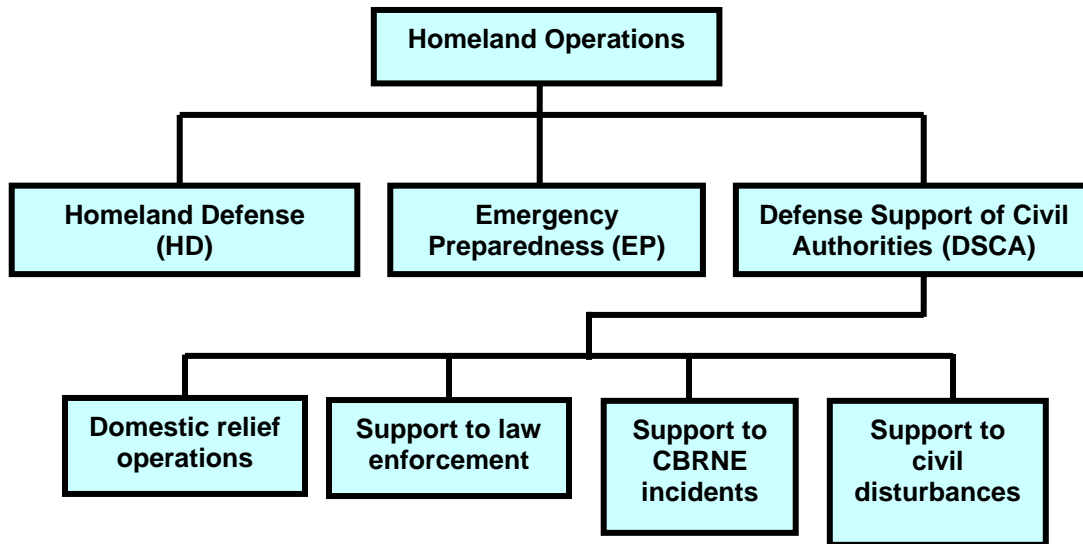 Homeland Operations
Homeland Defense
(HD)
Emergency
Preparedness (EP)
Defense Support of Civil
Authorities (DSCA)
Domestic relief
operations
Support to law
enforcement
Support to
CBRNE
incidents
Support to
civil
disturbances